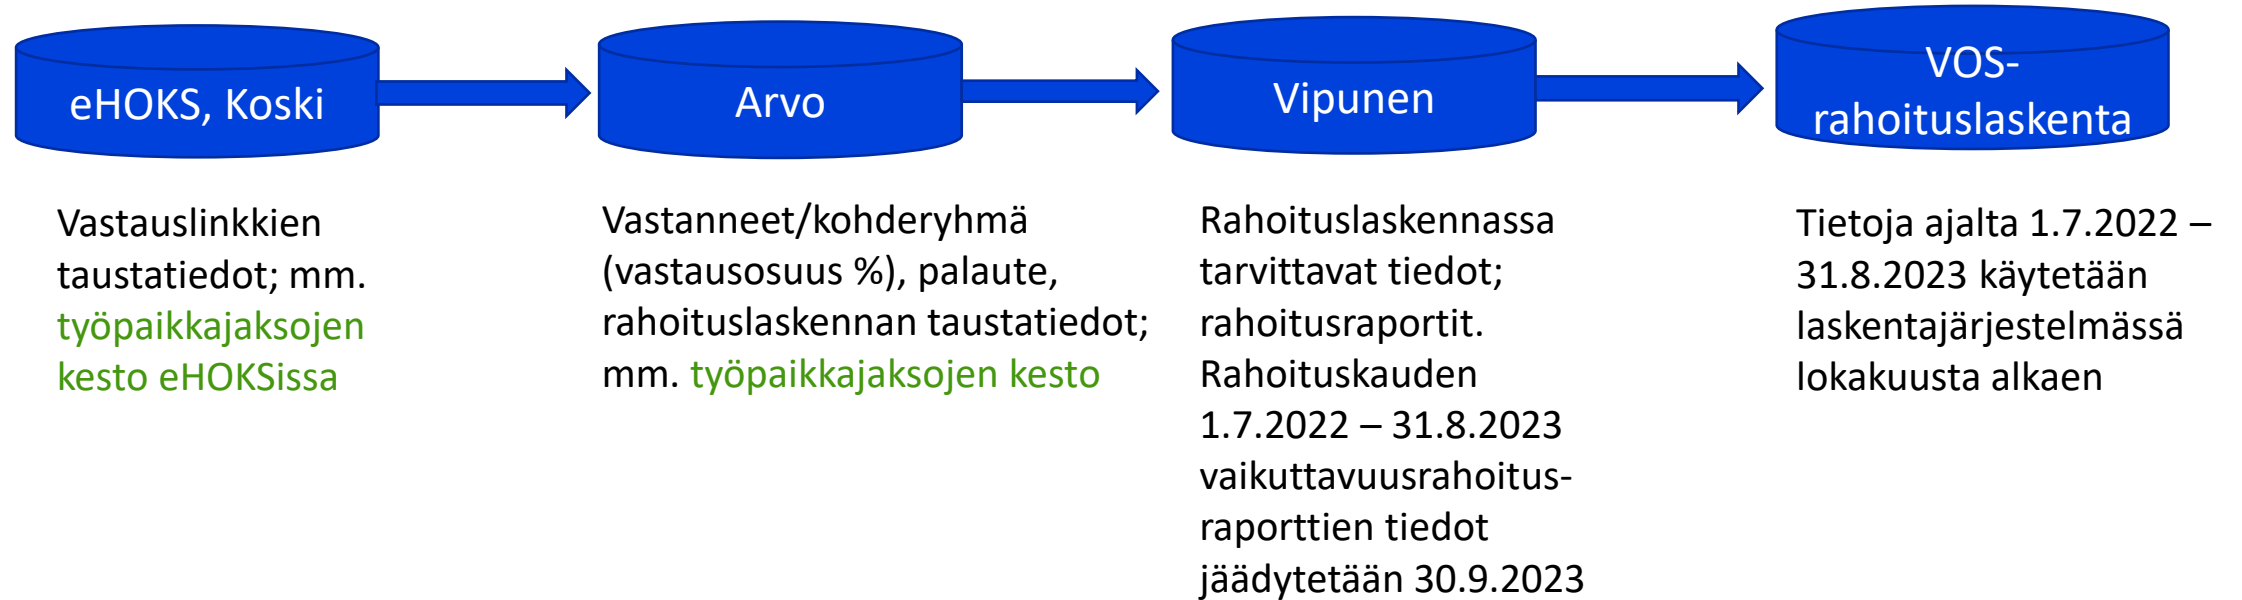 eHOKS, Koski
Arvo
Vipunen
VOS-
rahoituslaskenta
Vastauslinkkien
taustatiedot; mm.
työpaikkajaksojen
kesto eHOKSissa
Vastanneet/kohderyhmä
(vastausosuus %), palaute,
rahoituslaskennan taustatiedot;
mm. työpaikkajaksojen kesto
Rahoituslaskennassa
tarvittavat tiedot;
rahoitusraportit.
Rahoituskauden
1.7.2022 – 31.8.2023
vaikuttavuusrahoitus-
raporttien tiedot
jäädytetään 30.9.2023
Tietoja ajalta 1.7.2022 –
31.8.2023 käytetään
laskentajärjestelmässä
lokakuusta alkaen